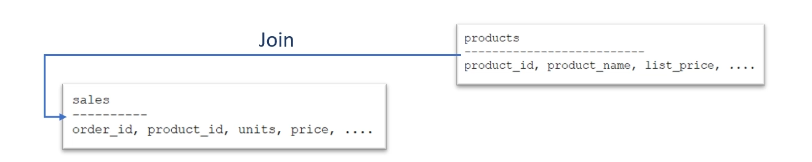 Join
products
--------------------------
product_id, product_name, list_price, ....
sales
----------
order_id, product_id, units, price, ....